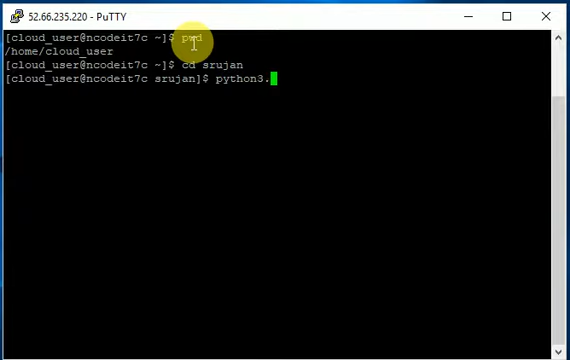 52.66.235.220 - PuTTY
[cloud_user@ncodeit7c ~]$ pwd
/home/cloud_user
[cloud_user@ncodeit7c ~]$ cd srujan
[cloud_user@ncodeit7c srujan]$ python3.